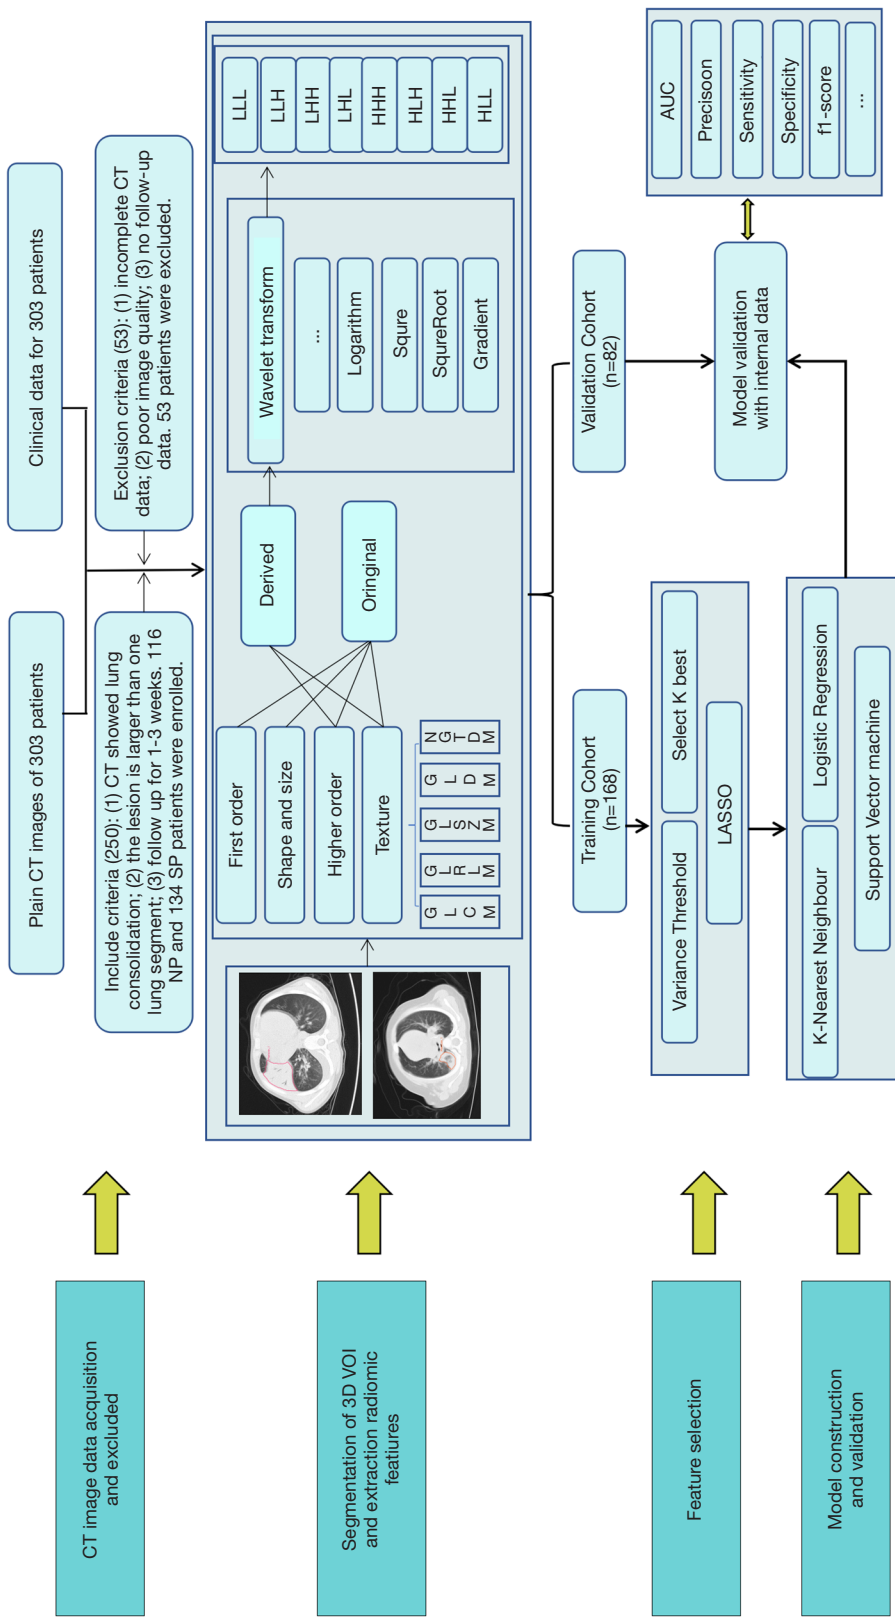 CT image data acquisition
and excluded
Plain CT images of 303 patients
Clinical data for 303 patients
Include criteria (250): (1) CT showed lung
consolidation; (2) the lesion is larger than one
lung segment; (3) follow up for 1-3 weeks. 116
NP and 134 SP patients were enrolled.
Exclusion criteria (53): (1) incomplete CT
data; (2) poor image quality; (3) no follow-up
data. 53 patients were excluded.
Segmentation of 3D VOI
and extraction radiomic
featiures
First order
Shape and size
Higher order
Texture
GLCM
GLRLM
GLSZM
GLDM
NGTDM
Derived
Oringinal
Wavelet transform
...
Logarithm
Squre
SqureRoot
Gradient
LLL
LLH
LHH
LHL
HHH
HLH
HHL
HLL
Training Cohort
(n=168)
Validation Cohort
(n=82)
Feature selection
Variance Threshold
Select K best
LASSO
Model construction
and validation
K-Nearest Neighbour
Logistic Regression
Support Vector machine
Model validation
with internal data
AUC
Precisoon
Sensitivity
Specificity
f1-score
...